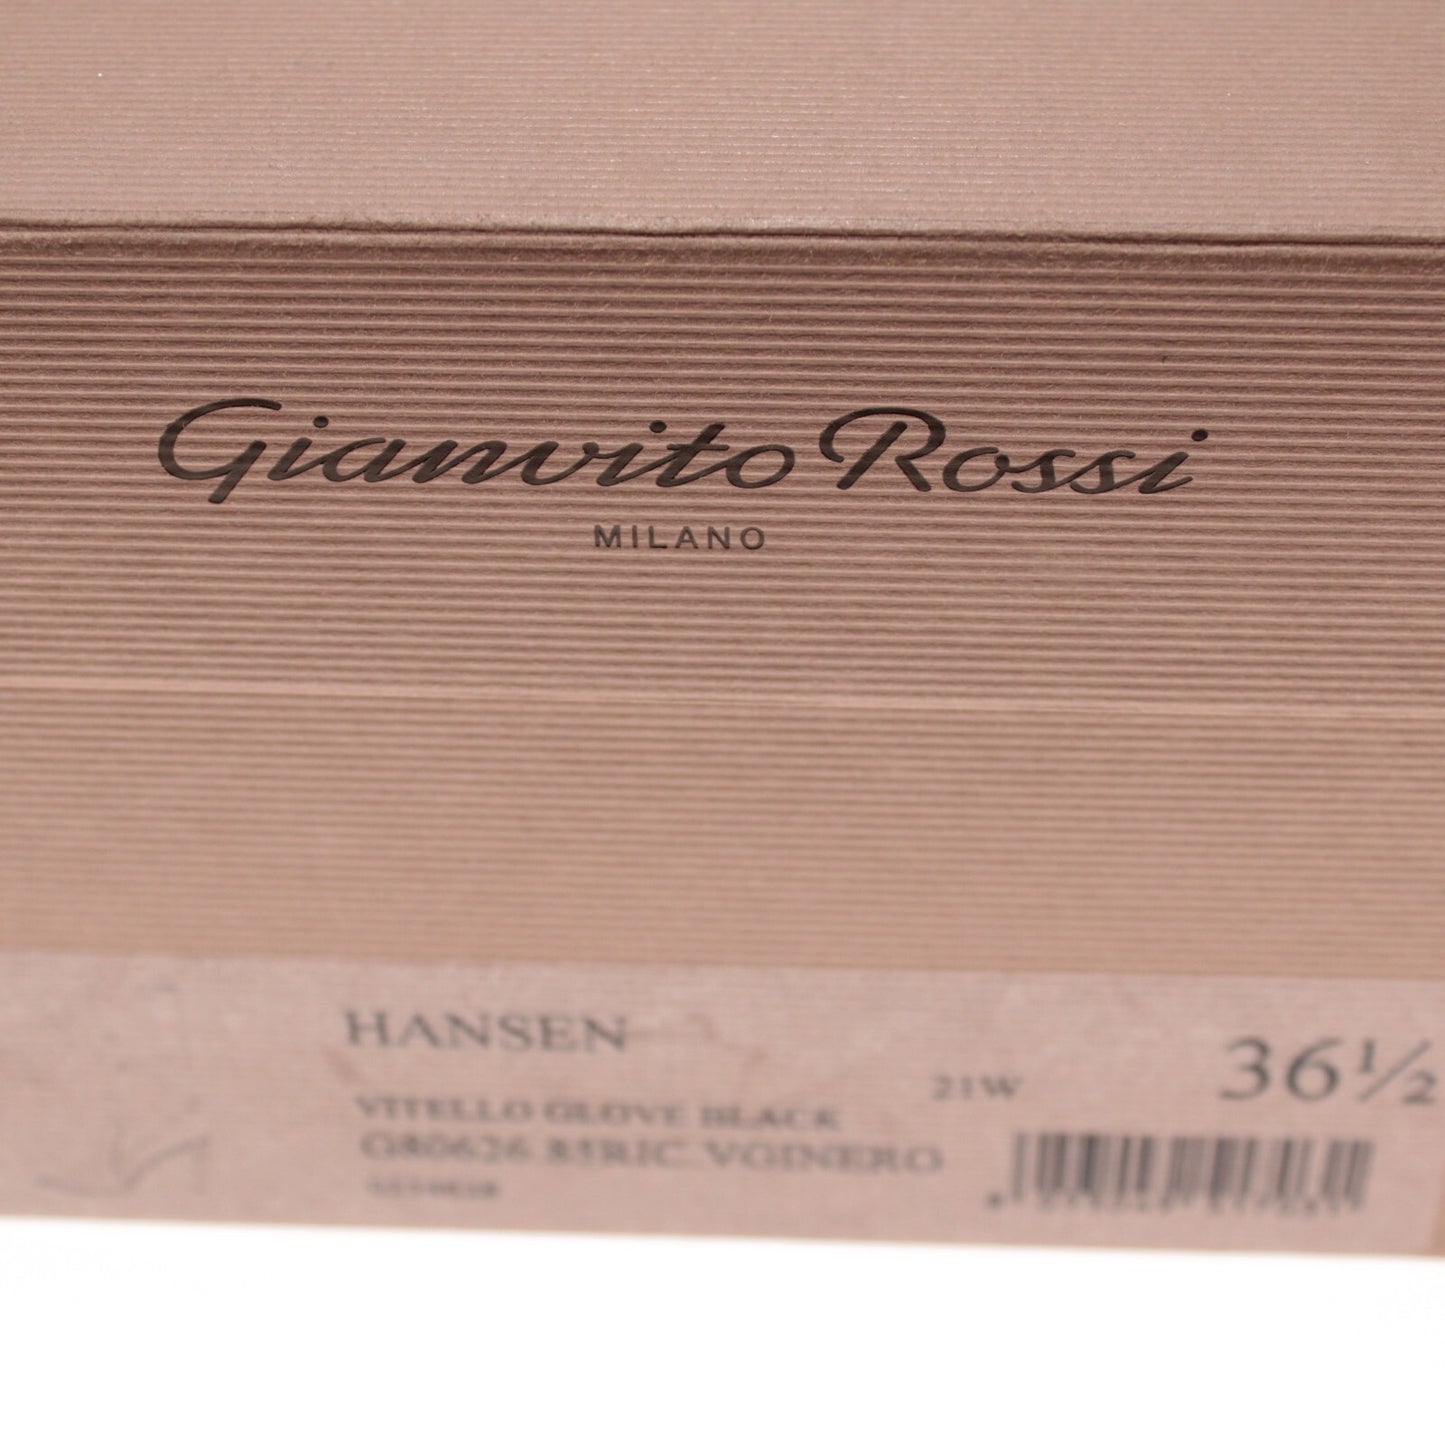 Gianvito Rossi
MILANO
HANSEN
21W 36½
VITELLO GLOVE BLACK
G80626.85RIC.VGINERO